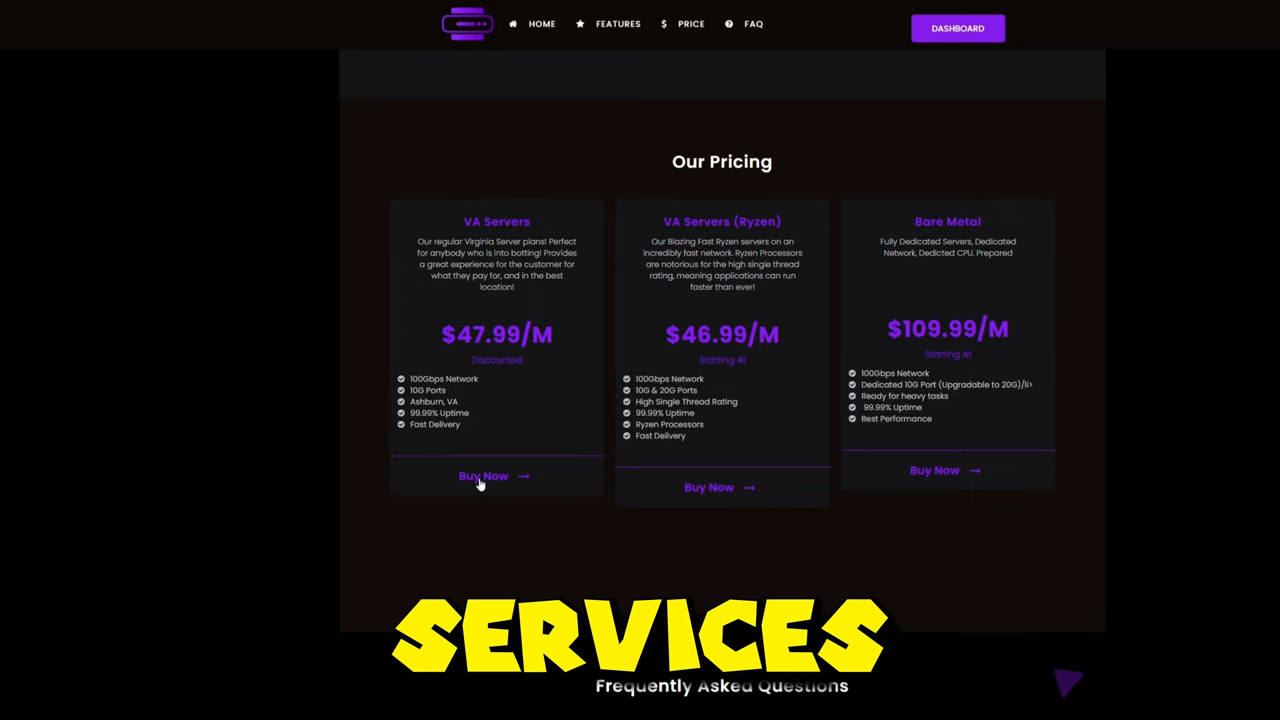 HOME
FEATURES
$ PRICE
FAQ
DASHBOARD
Our Pricing
VA Servers
Our regular Virginia Server plans! Perfect
for anybody who is into botting! Provides
a great experience for the customer for
what they pay for, and in the best
location!
$47.99/M
Discounted
100Gbps Network
10G Ports
Ashburn, VA
99.99% Uptime
Fast Delivery
Buy Now
VA Servers (Ryzen)
Our Blazing Fast Ryzen servers on an
incredibly fast network. Ryzen Processors
are notorious for the high single thread
rating, meaning applications can run
faster than ever!
$46.99/M
Starting At
100Gbps Network
10G & 20G Ports
High Single Thread Rating
99.99% Uptime
Ryzen Processors
Fast Delivery
Buy Now
Bare Metal
Fully Dedicated Servers, Dedicated
Network, Dedicted CPU. Prepared
$109.99/M
Starting At
100Gbps Network
Dedicated 10G Port (Upgradable to 20G)/li>
Ready for heavy tasks
99.99% Uptime
Best Performance
Buy Now
SERVICES
Frequently Asked Questions